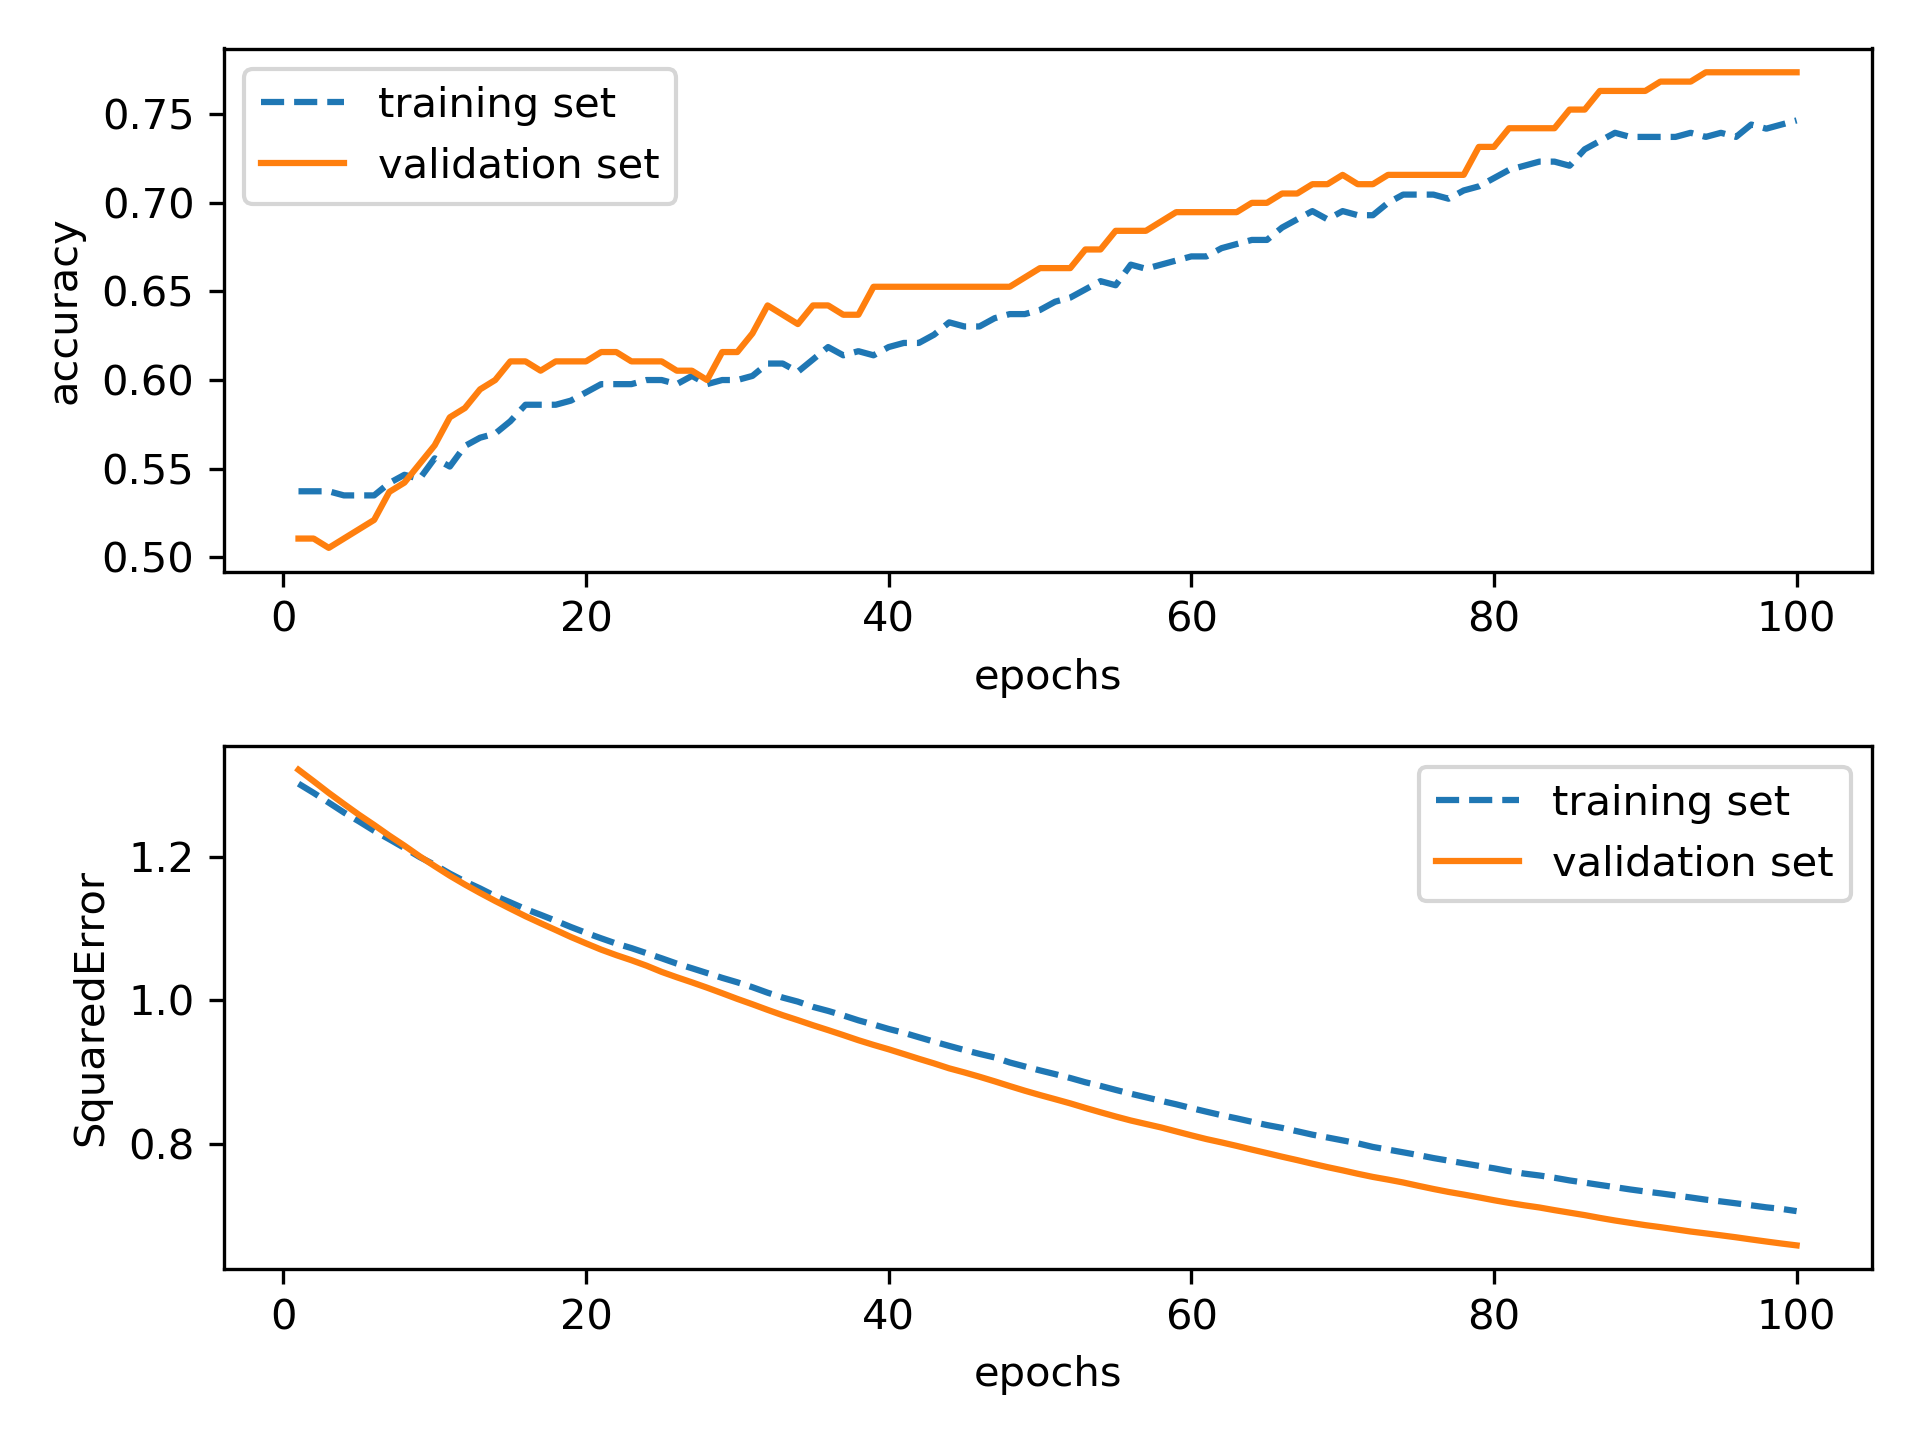 training set
validation set
accuracy
0.75
0.70
0.65
0.60
0.55
0.50
0 20 40 60 80 100
epochs
training set
validation set
SquaredError
1.2
1.0
0.8
0 20 40 60 80 100
epochs